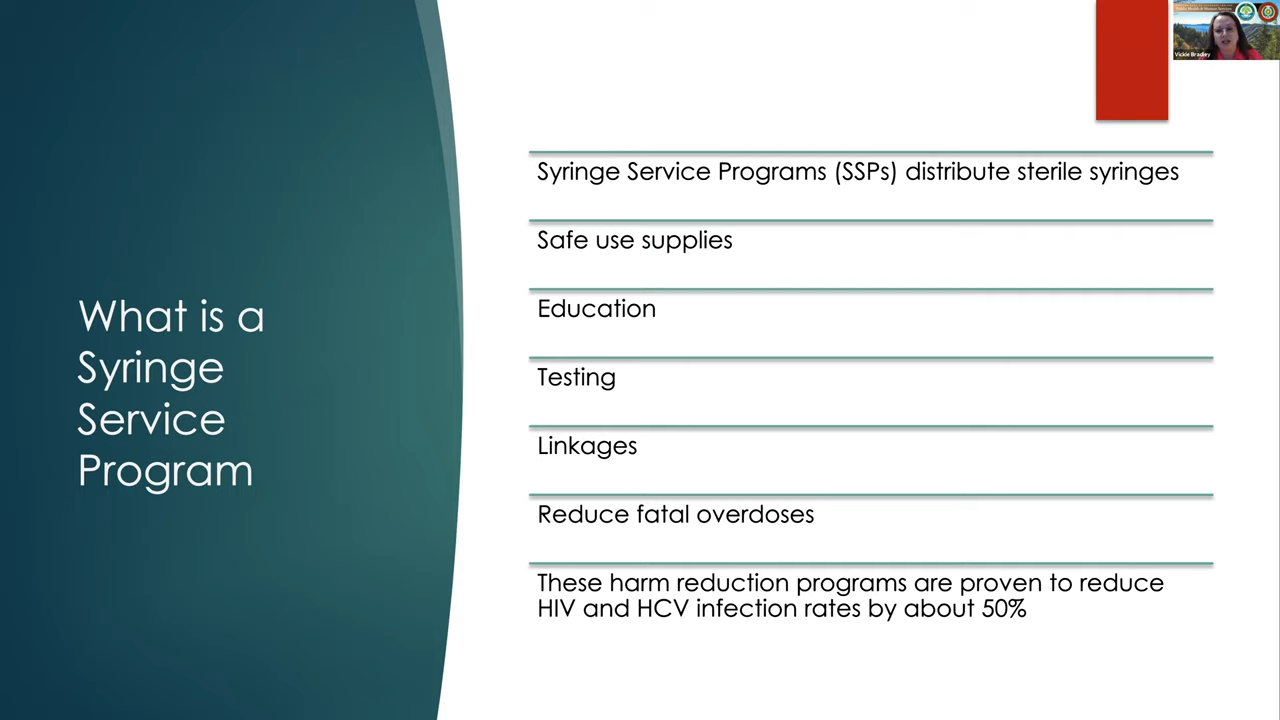 What is a
Syringe
Service
Program
Syringe Service Programs (SSPs) distribute sterile syringes
Safe use supplies
Education
Testing
Linkages
Reduce fatal overdoses
These harm reduction programs are proven to reduce
HIV and HCV infection rates by about 50%
Vickie Bradley